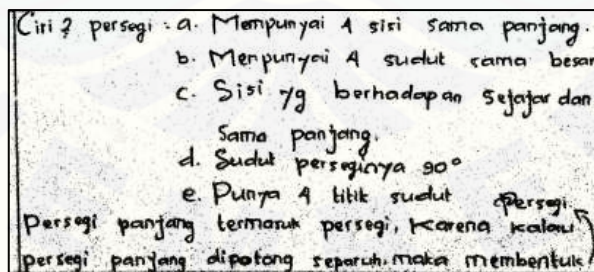 Ciri 2 persegi : a. Mempunyai 4 sisi sama panjang.
b. Menpunyai 4 sudut sama besar
c. Sisi yg berhadapan sejajar dan
sama panjang.
d. Sudut perseginya 90°
e. Punya 4 titik sudut
Persegi panjang termasuk persegi, karena kalau
persegi panjang dipotong separuh, maka membentuk persegi.